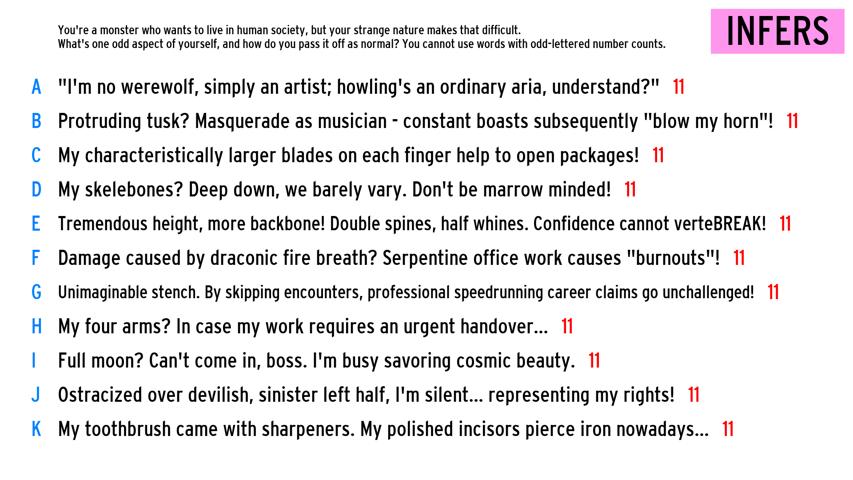 You're a monster who wants to live in human society, but your strange nature makes that difficult.
What's one odd aspect of yourself, and how do you pass it off as normal? You cannot use words with odd-lettered number counts.
INFERS
A "I'm no werewolf, simply an artist; howling's an ordinary aria, understand?" 11
B Protruding tusk? Masquerade as musician - constant boasts subsequently "blow my horn"! 11
C My characteristically larger blades on each finger help to open packages! 11
D My skelebones? Deep down, we barely vary. Don't be marrow minded! 11
E Tremendous height, more backbone! Double spines, half whines. Confidence cannot verteBREAK! 11
F Damage caused by draconic fire breath? Serpentine office work causes "burnouts"! 11
G Unimaginable stench. By skipping encounters, professional speedrunning career claims go unchallenged! 11
H My four arms? In case my work requires an urgent handover... 11
I Full moon? Can't come in, boss. I'm busy savoring cosmic beauty. 11
J Ostracized over devilish, sinister left half, I'm silent... representing my rights! 11
K My toothbrush came with sharpeners. My polished incisors pierce iron nowadays... 11